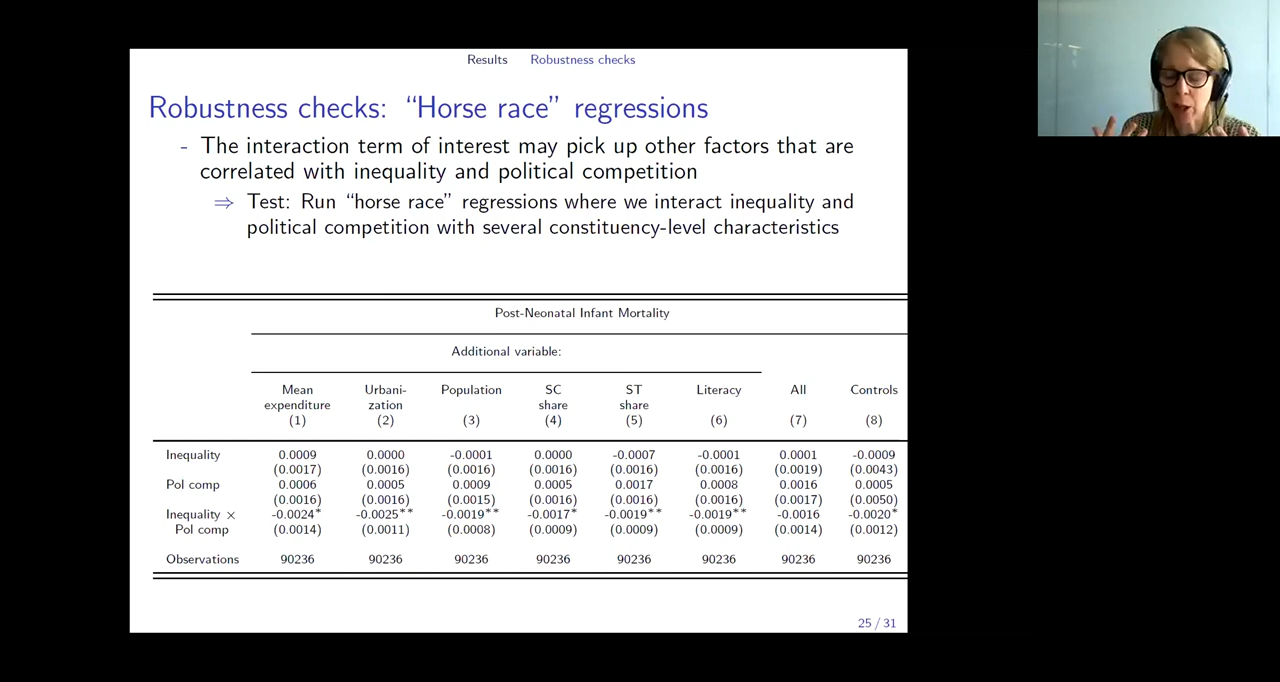 Results Robustness checks
Robustness checks: “Horse race” regressions
- The interaction term of interest may pick up other factors that are
correlated with inequality and political competition
⇒ Test: Run “horse race” regressions where we interact inequality and
political competition with several constituency-level characteristics
Post-Neonatal Infant Mortality
Additional variable:
Mean Urbani- Population SC ST Literacy All Controls
expenditure zation share share
(1) (2) (3) (4) (5) (6) (7) (8)
Inequality 0.0009 0.0000 -0.0001 0.0000 -0.0007 -0.0001 0.0001 -0.0009
(0.0017) (0.0016) (0.0016) (0.0016) (0.0016) (0.0016) (0.0019) (0.0043)
Pol comp 0.0006 0.0005 0.0009 0.0005 0.0017 0.0008 0.0016 0.0005
(0.0016) (0.0016) (0.0015) (0.0016) (0.0016) (0.0016) (0.0017) (0.0050)
Inequality × -0.0024* -0.0025** -0.0019** -0.0017* -0.0019** -0.0019** -0.0016 -0.0020*
Pol comp (0.0014) (0.0011) (0.0008) (0.0009) (0.0009) (0.0009) (0.0014) (0.0012)
Observations 90236 90236 90236 90236 90236 90236 90236 90236
25 / 31